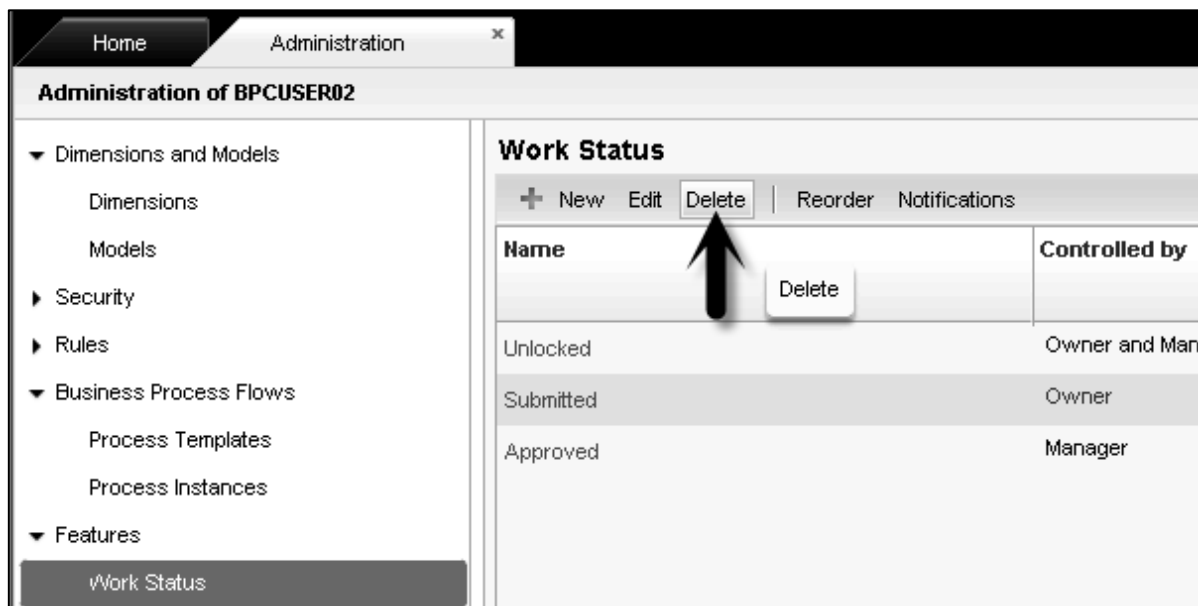 Home
Administration
×
Administration of BPCUSER02
Dimensions and Models
Dimensions
Models
Security
Rules
Business Process Flows
Process Templates
Process Instances
Features
Work Status
Work Status
New Edit Delete | Reorder Notifications
Name Controlled by
Delete
Unlocked Owner and Man
Submitted Owner
Approved Manager